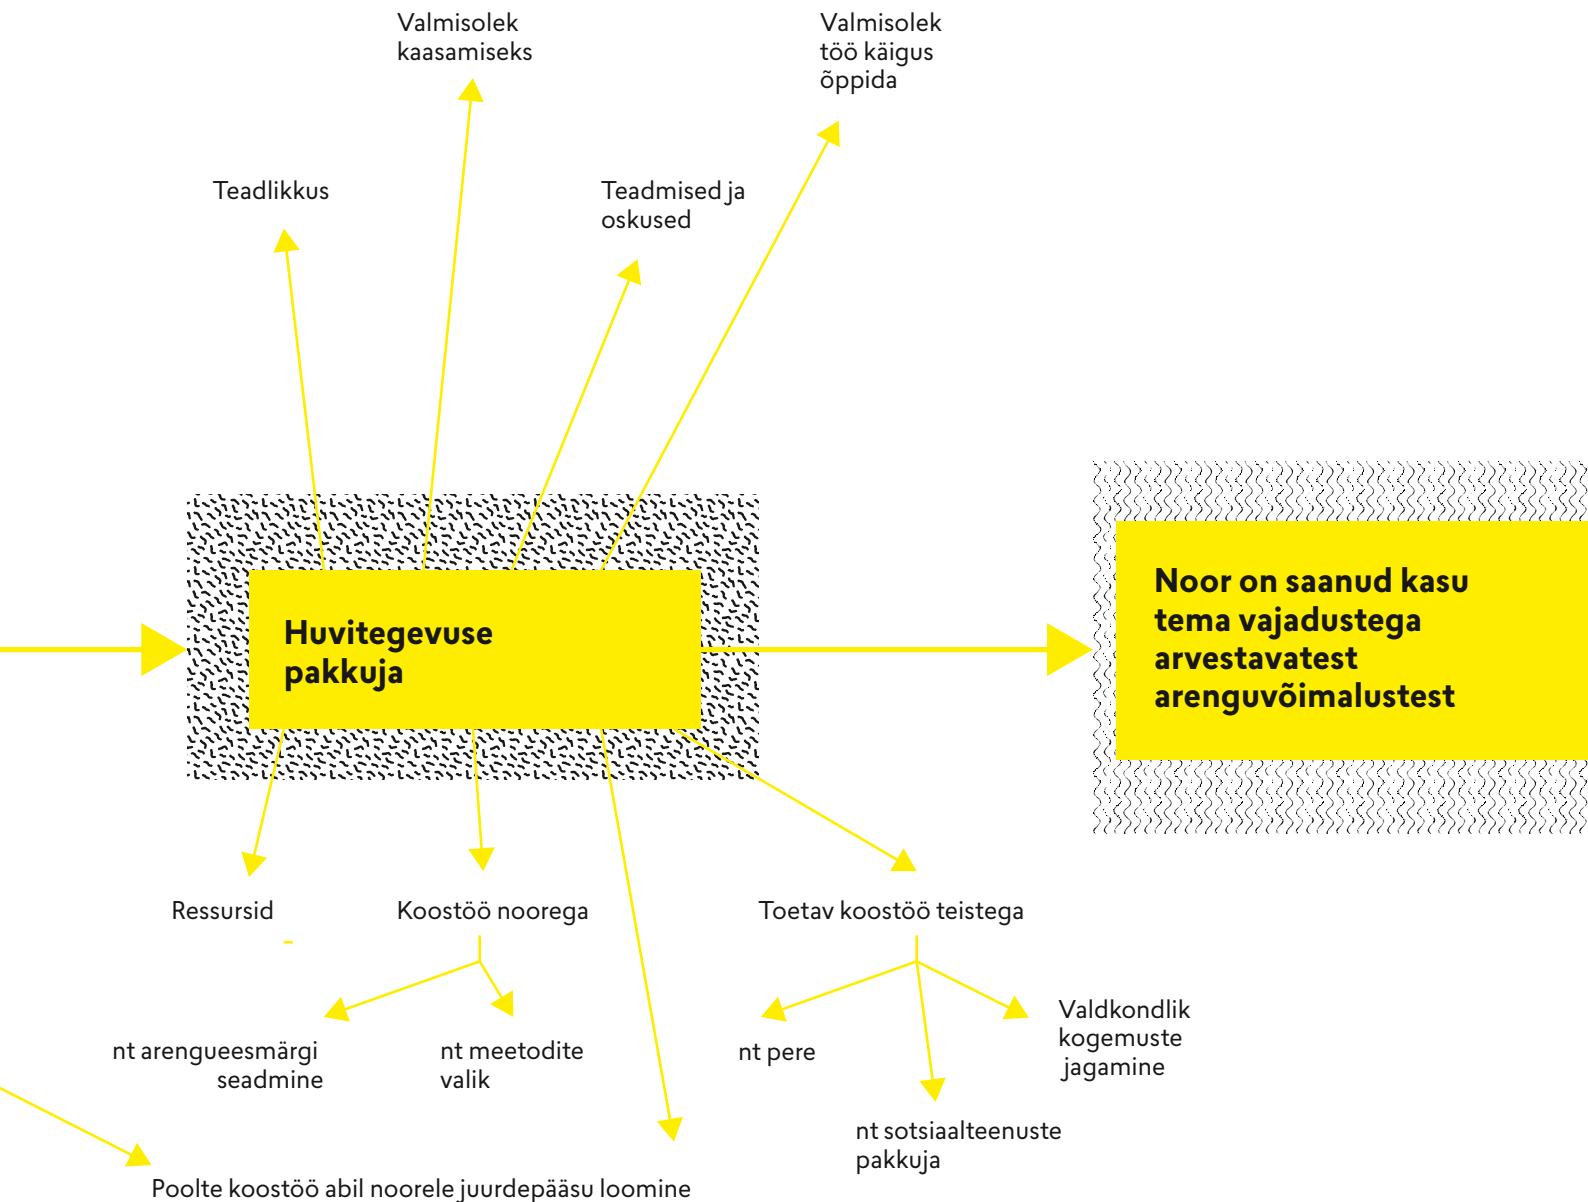 Valmisolek
kaasamiseks
Valmisolek
töö käigus
õppida
Teadlikkus
Teadmised ja
oskused
Huvitegevuse
pakkuja
Noor on saanud kasu
tema vajadustega
arvestavatest
arenguvõimalustest
Ressursid
Koostöö noorega
Toetav koostöö teistega
nt arengueesmärgi
seadmine
nt meetodite
valik
nt pere
Valdkondlik
kogemuste
jagamine
nt sotsiaalteenuste
pakkuja
Poolte koostöö abil noorele juurdepääsu loomine